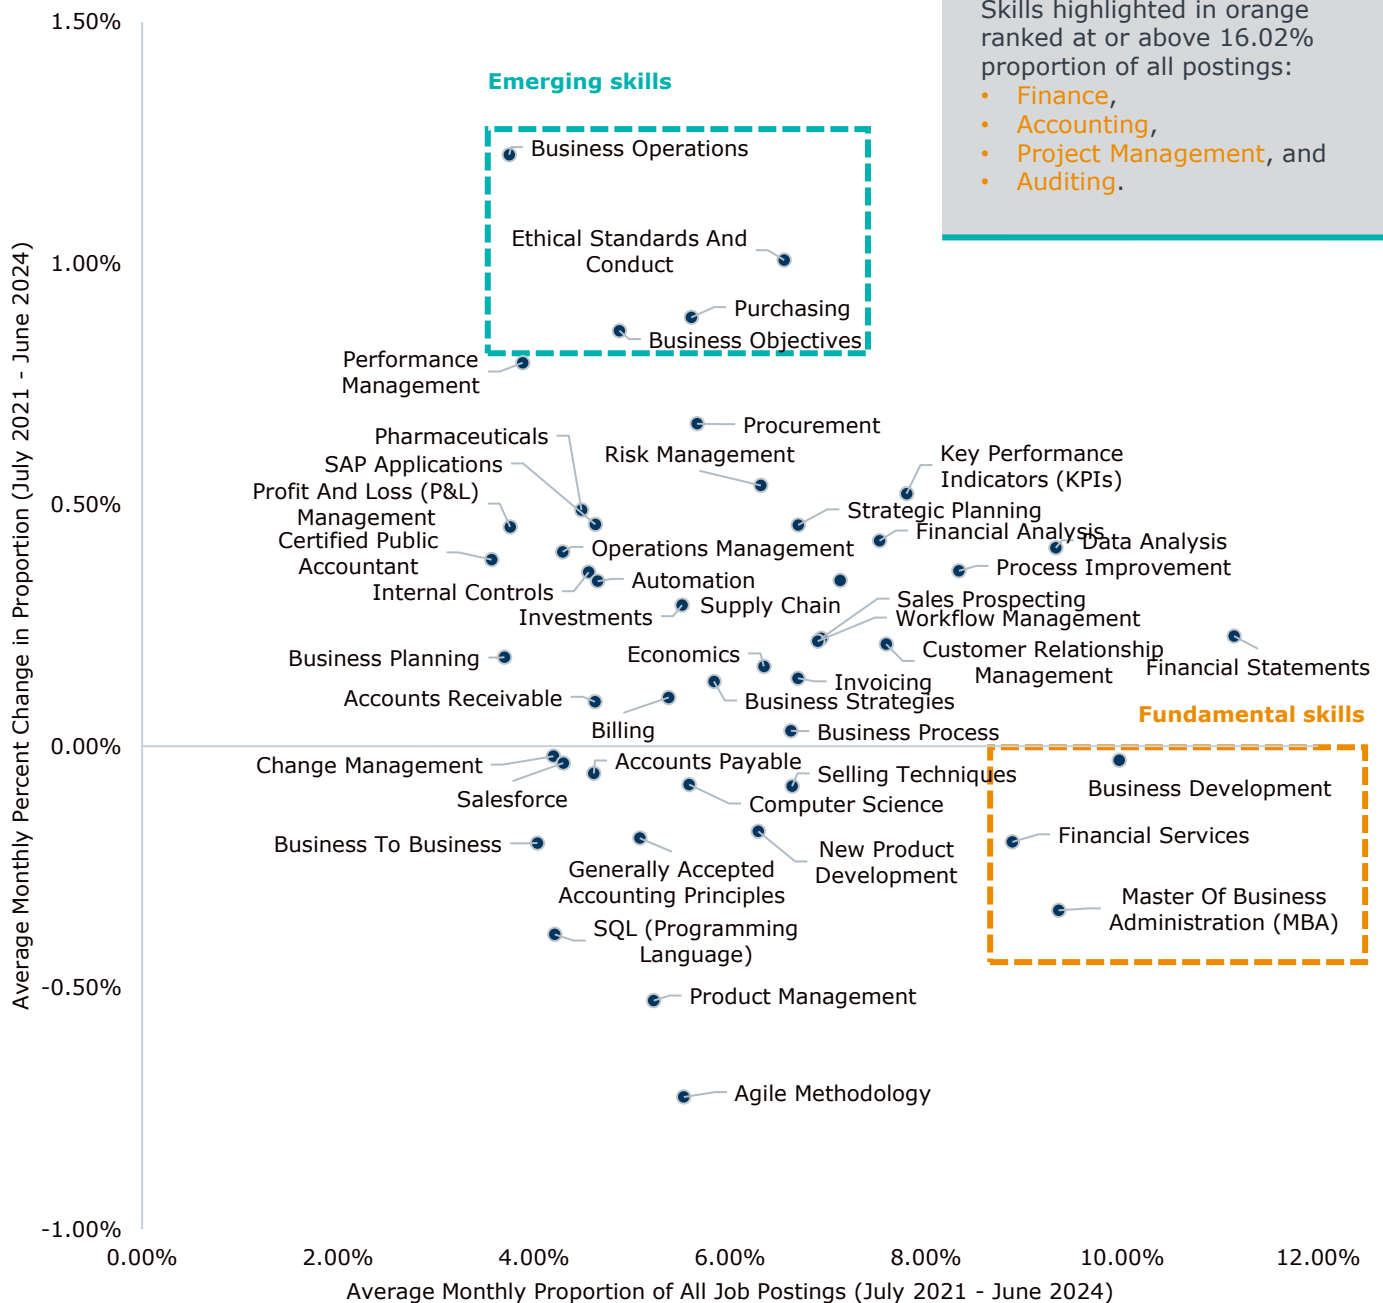 Skills highlighted in orange
ranked at or above 16.02%
proportion of all postings:
• Finance,
• Accounting,
• Project Management, and
• Auditing.
Emerging skills
Business Operations
Ethical Standards And
Conduct
Purchasing
Business Objectives
Performance
Management
Procurement
Pharmaceuticals
Risk Management
SAP Applications
Key Performance
Indicators (KPIs)
Profit And Loss (P&L)
Management
Strategic Planning
Financial Analysis
Certified Public
Accountant
Operations Management
Data Analysis
Process Improvement
Internal Controls
Automation
Investments
Supply Chain
Sales Prospecting
Workflow Management
Business Planning
Economics
Customer Relationship
Management
Financial Statements
Invoicing
Accounts Receivable
Business Strategies
Billing
Fundamental skills
Business Process
Change Management
Accounts Payable
Selling Techniques
Salesforce
Computer Science
Business Development
Business To Business
Financial Services
Generally Accepted
Accounting Principles
New Product
Development
Master Of Business
Administration (MBA)
SQL (Programming
Language)
Product Management
Agile Methodology
1.50%
1.00%
0.50%
0.00%
-0.50%
-1.00%
Average Monthly Percent Change in Proportion (July 2021 - June 2024)
0.00%
2.00%
4.00%
6.00%
8.00%
10.00%
12.00%
Average Monthly Proportion of All Job Postings (July 2021 - June 2024)